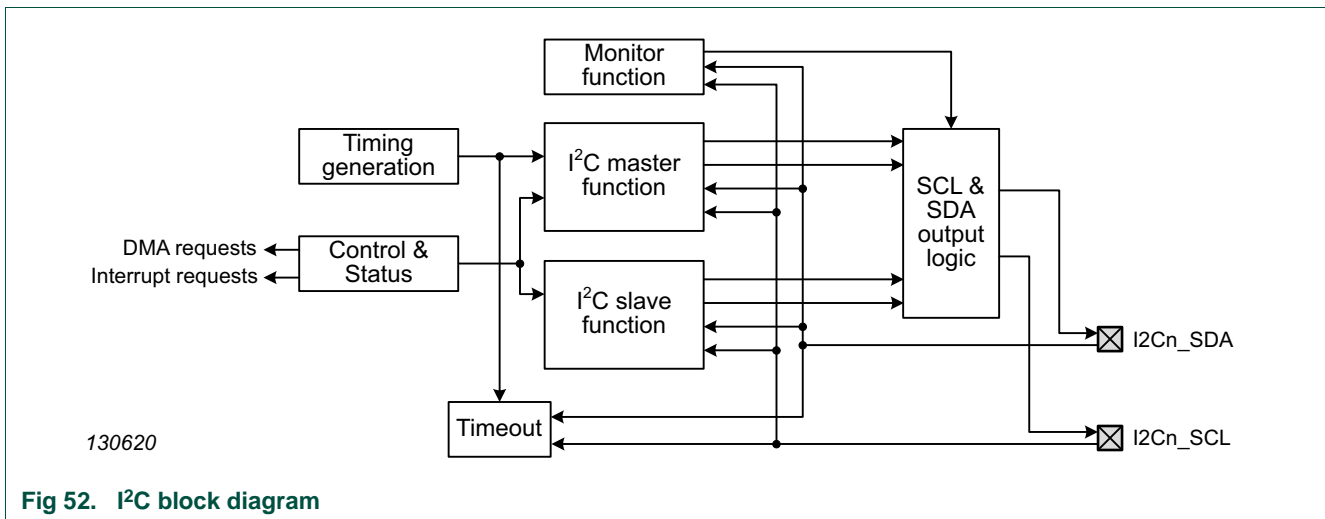 Monitor
function
Timing
generation
I²C master
function
SCL &
SDA
output
logic
DMA requests
Interrupt requests
Control &
Status
I²C slave
function
I2Cn_SDA
Timeout
I2Cn_SCL
130620
Fig 52. I²C block diagram